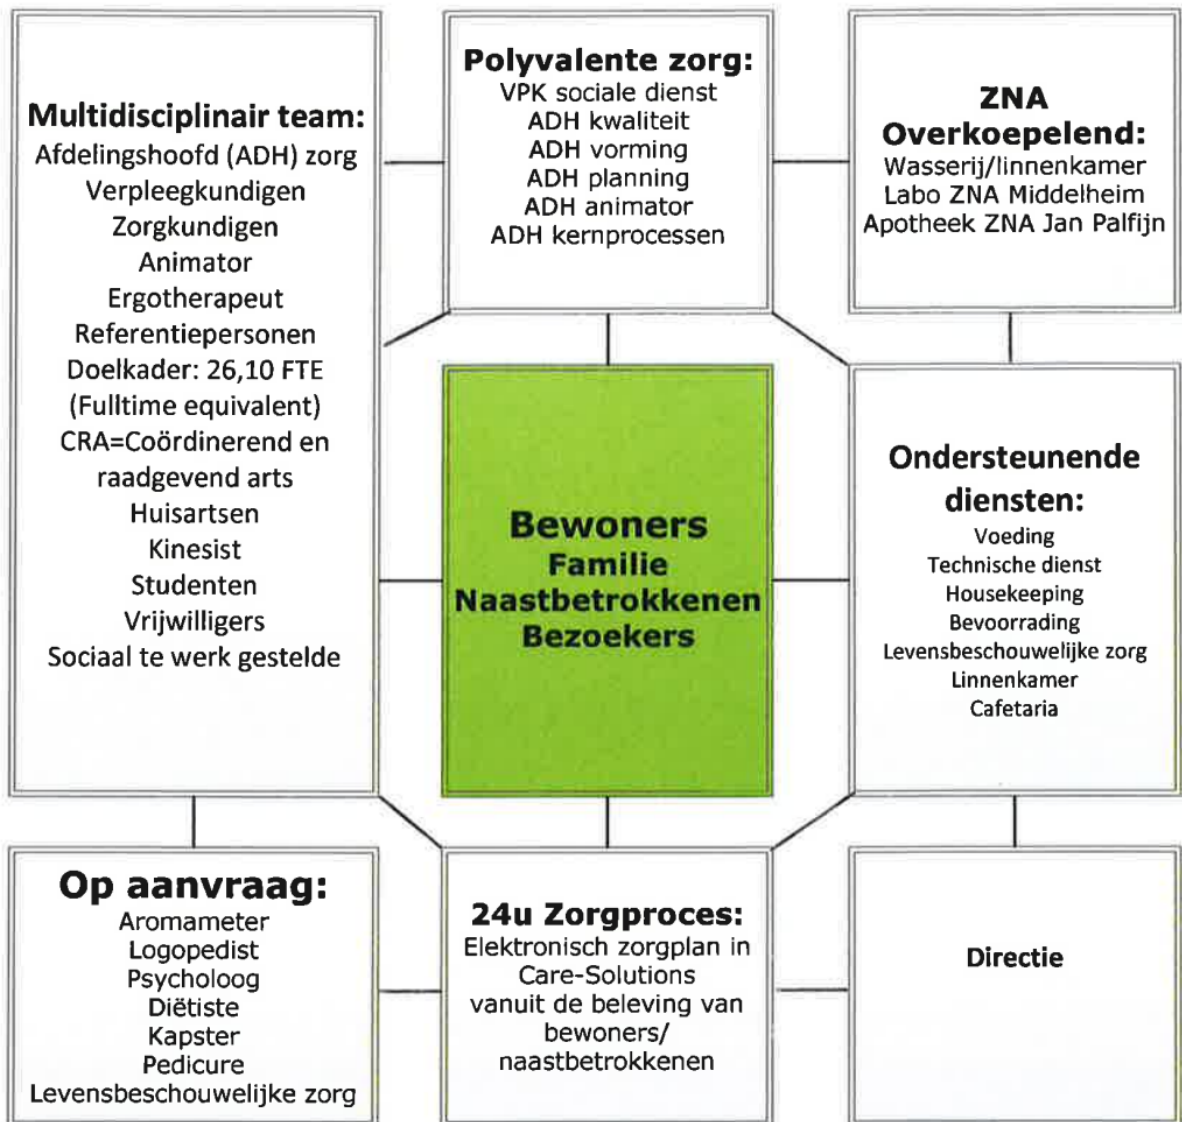 Multidisciplinair team:
Afdelingshoofd (ADH) zorg
Verpleegkundigen
Zorgkundigen
Animator
Ergotherapeut
Referentiepersonen
Doelkader: 26,10 FTE
(Fulltime equivalent)
CRA=Coördinerend en
raadgevend arts
Huisartsen
Kinesist
Studenten
Vrijwilligers
Sociaal te werk gestelde
Polyvalente zorg:
VPK sociale dienst
ADH kwaliteit
ADH vorming
ADH planning
ADH animator
ADH kernprocessen
ZNA
Overkoepelend:
Wasserij/linnenkamer
Labo ZNA Middelheim
Apotheek ZNA Jan Palfijn
Bewoners
Familie
Naastbetrokkenen
Bezoekers
Ondersteunende
diensten:
Voeding
Technische dienst
Housekeeping
Bevoorrading
Levensbeschouwelijke zorg
Linnenkamer
Cafetaria
Op aanvraag:
Aromameter
Logopedist
Psycholoog
Diëtiste
Kapster
Pedicure
Levensbeschouwelijke zorg
24u Zorgproces:
Elektronisch zorgplan in
Care-Solutions
vanuit de beleving van
bewoners/
naastbetrokkenen
Directie